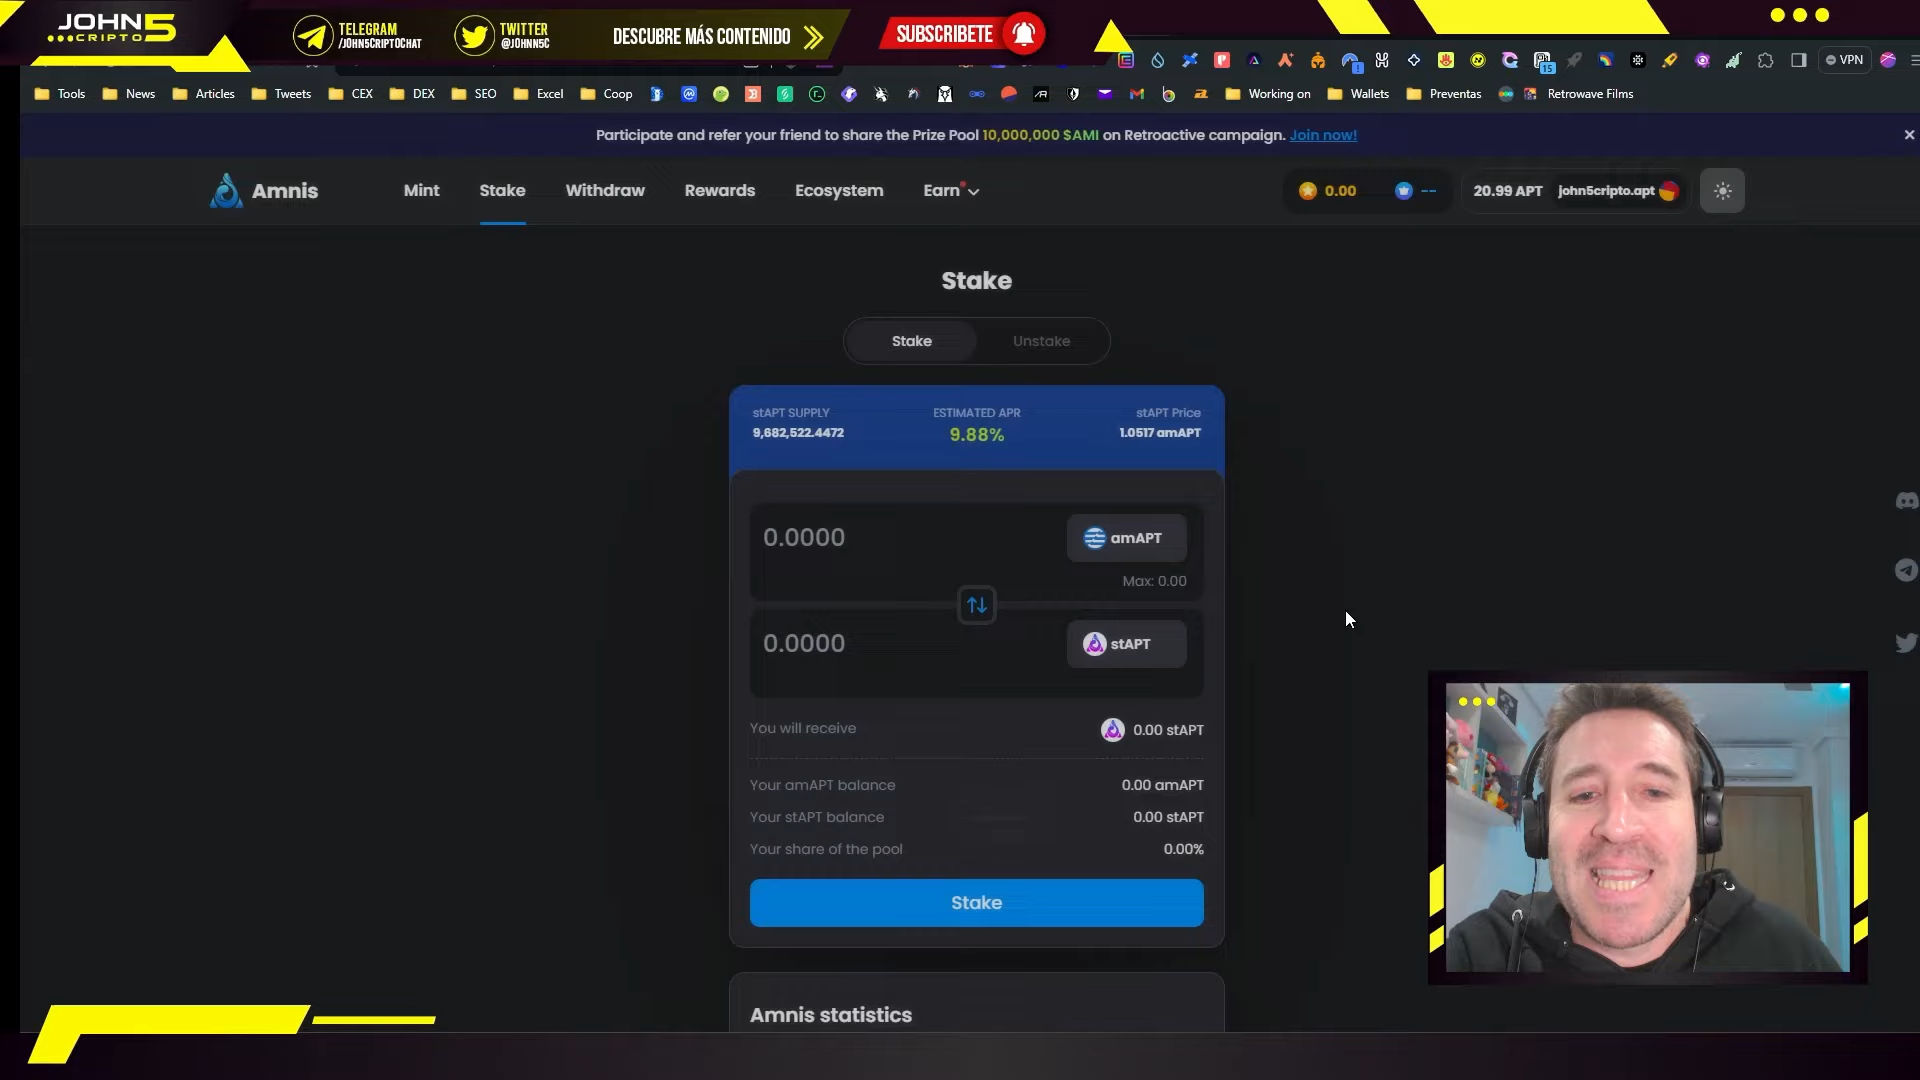 JOHN 5
CRIPTO
TELEGRAM
/JOHN5CRIPTOCHAT
TWITTER
@J0HNN5C
DESCUBRE MÁS CONTENIDO
SUBSCRIBETE
15
VPN
Tools
News
Articles
Tweets
CEX
DEX
SEO
Excel
Coop
Working on
Wallets
Preventas
Retrowave Films
Participate and refer your friend to share the Prize Pool 10,000,000 $AMI on Retroactive campaign. Join now!
Amnis
Mint
Stake
Withdraw
Rewards
Ecosystem
Earn
0.00
--
20.99 APT
john5cripto.apt
Stake
Stake
Unstake
stAPT SUPPLY
9,682,522.4472
ESTIMATED APR
9.88%
stAPT Price
1.0517 amAPT
0.0000
amAPT
Max: 0.00
0.0000
stAPT
You will receive
0.00 stAPT
Your amAPT balance
0.00 amAPT
Your stAPT balance
0.00 stAPT
Your share of the pool
0.00%
Stake
Amnis statistics